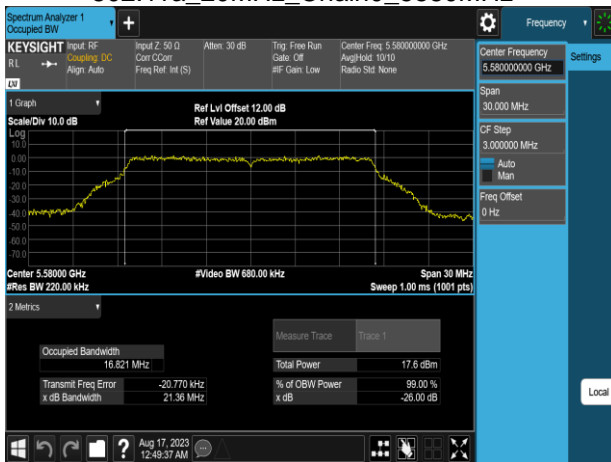 Spectrum Analyzer 1
Occupied BW
+
Frequency
KEYSIGHT
RL
LXI
Input: RF
Coupling: DC
Align: Auto
Input Z: 50 Ω
Corr CCorr
Freq Ref: Int (S)
Atten: 30 dB
Trig: Free Run
Gate: Off
#IF Gain: Low
Center Freq: 5.580000000 GHz
Avg|Hold: 10/10
Radio Std: None
Center Frequency
5.580000000 GHz
Settings
Span
30.000 MHz
CF Step
3.000000 MHz
Auto
Man
Freq Offset
0 Hz
Local
1 Graph
Scale/Div 10.0 dB
Ref Lvl Offset 12.00 dB
Ref Value 20.00 dBm
Log
10.0
0.00
-10.0
-20.0
-30.0
-40.0
-50.0
-60.0
-70.0
Center 5.58000 GHz
#Res BW 220.00 kHz
#Video BW 680.00 kHz
Span 30 MHz
Sweep 1.00 ms (1001 pts)
2 Metrics
Measure Trace
Trace 1
Occupied Bandwidth
16.821 MHz
Total Power
17.6 dBm
Transmit Freq Error
-20.770 kHz
% of OBW Power
99.00 %
x dB Bandwidth
21.36 MHz
x dB
-26.00 dB
?
Aug 17, 2023
12:49:37 AM